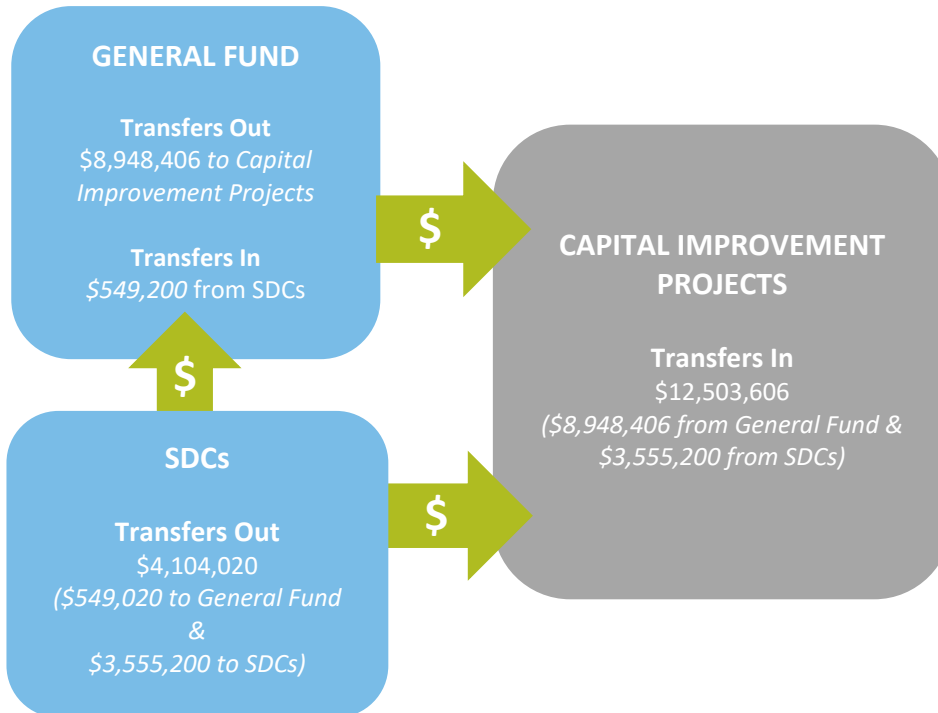 GENERAL FUND
Transfers Out
$8,948,406 to Capital
Improvement Projects
Transfers In
$549,200 from SDCs
$
$
SDCs
Transfers Out
$4,104,020
($549,020 to General Fund
&
$3,555,200 to SDCs)
$
CAPITAL IMPROVEMENT
PROJECTS
Transfers In
$12,503,606
($8,948,406 from General Fund &
$3,555,200 from SDCs)